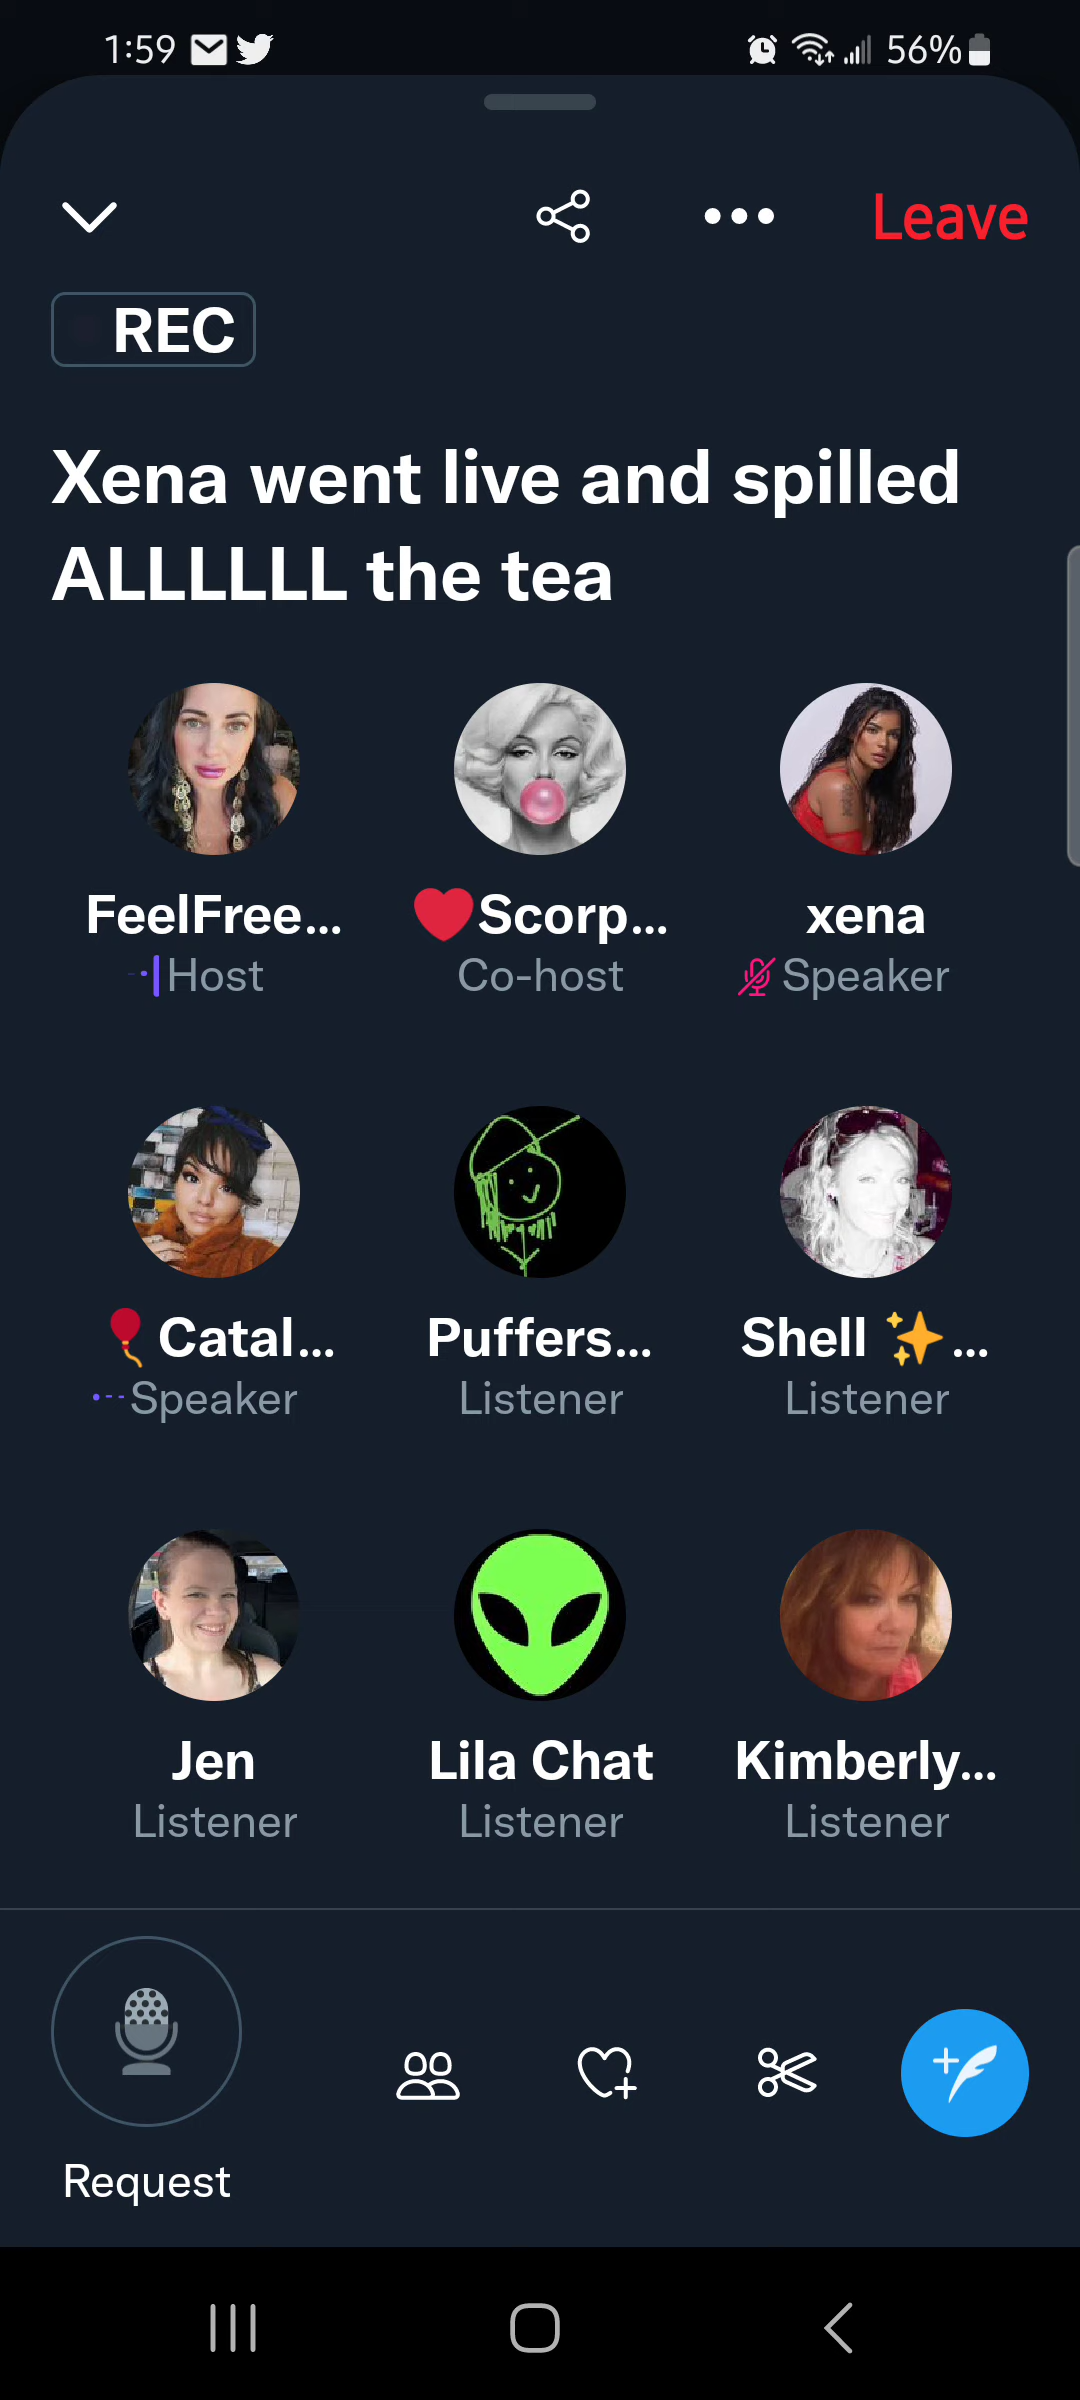 1:59 56%
Leave
REC
Xena went live and spilled
ALLLLLL the tea
FeelFree... ❤️Scorp... xena
Host Co-host Speaker
🎈Catal... Puffers... Shell ✨...
Speaker Listener Listener
Jen Lila Chat Kimberly...
Listener Listener Listener
Request